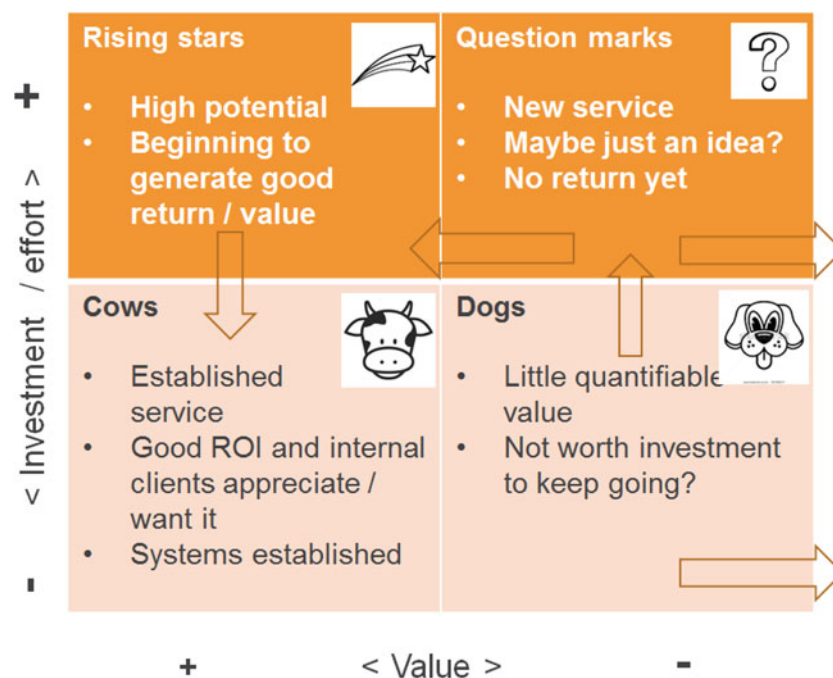 Rising stars
• High potential
• Beginning to
generate good
return / value
Question marks
• New service
• Maybe just an idea?
• No return yet
Cows
• Established
service
• Good ROI and internal
clients appreciate /
want it
• Systems established
Dogs
• Little quantifiable
value
• Not worth investment
to keep going?
+
< Investment / effort >
-
+ < Value > -